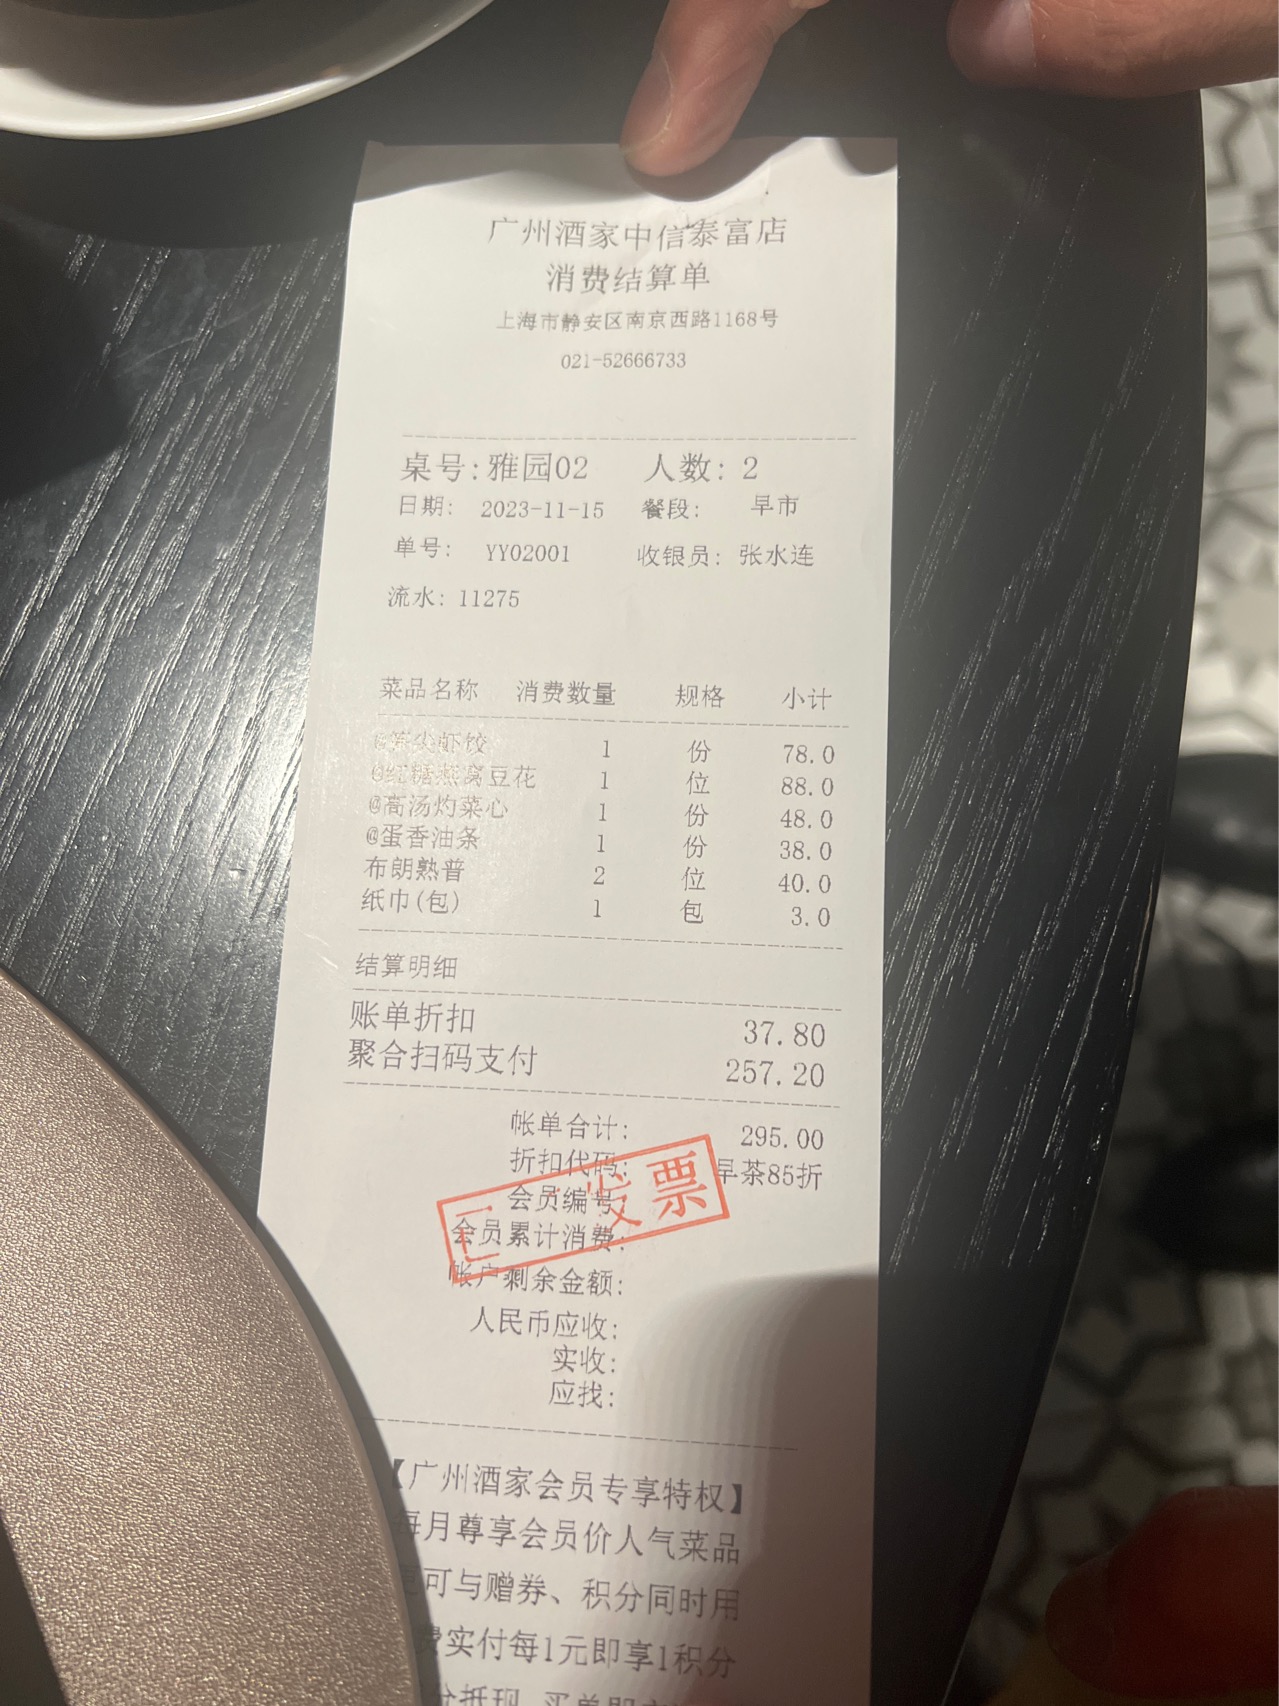 广州酒家中信泰富店
消费结算单
上海市静安区南京西路1168号
021-52666733
桌号:雅园02 人数: 2
日期: 2023-11-15 餐段: 早市
单号: YY02001 收银员: 张水连
流水: 11275
菜品名称 消费数量 规格 小计
@笋尖虾饺 1 份 78.0
@红糖燕窝豆花 1 位 88.0
@高汤灼菜心 1 份 48.0
@蛋香油条 1 份 38.0
布朗熟普 2 位 40.0
纸巾(包) 1 包 3.0
结算明细
账单折扣 37.80
聚合扫码支付 257.20
帐单合计: 295.00
折扣代码: 早茶85折
会员编号:
会员累计消费:
帐户剩余金额:
人民币应收:
实收:
应找:
发票
【广州酒家会员专享特权】
每月尊享会员价人气菜品
可与赠券、积分同时用
费实付每1元即享1积分
分抵现 买单即